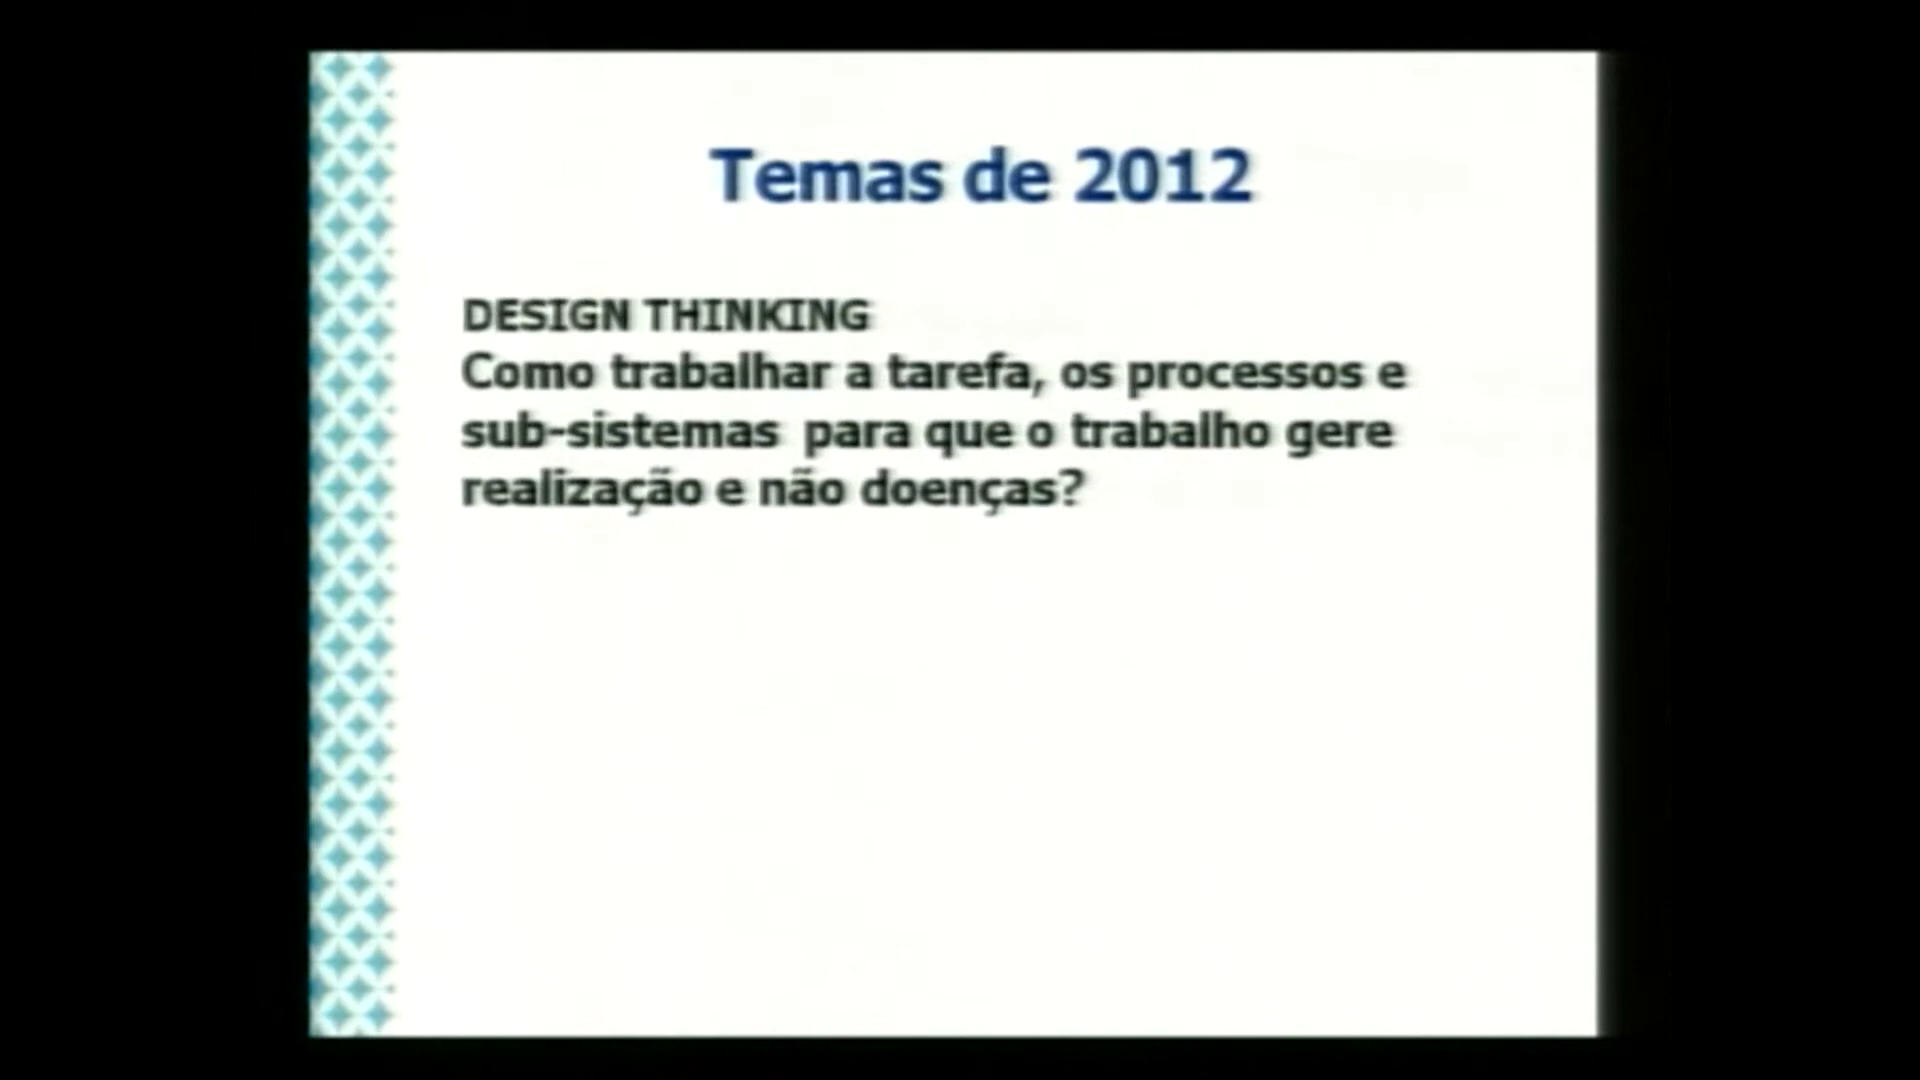 Temas de 2012
DESIGN THINKING
Como trabalhar a tarefa, os processos e
sub-sistemas para que o trabalho gere
realização e não doenças?